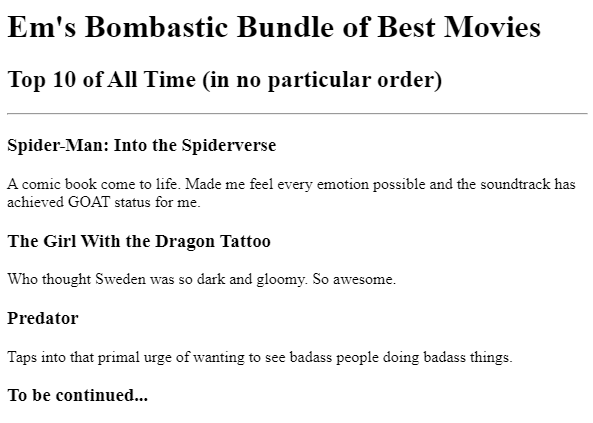 Em's Bombastic Bundle of Best Movies
Top 10 of All Time (in no particular order)
Spider-Man: Into the Spiderverse
A comic book come to life. Made me feel every emotion possible and the soundtrack has
achieved GOAT status for me.
The Girl With the Dragon Tattoo
Who thought Sweden was so dark and gloomy. So awesome.
Predator
Taps into that primal urge of wanting to see badass people doing badass things.
To be continued...